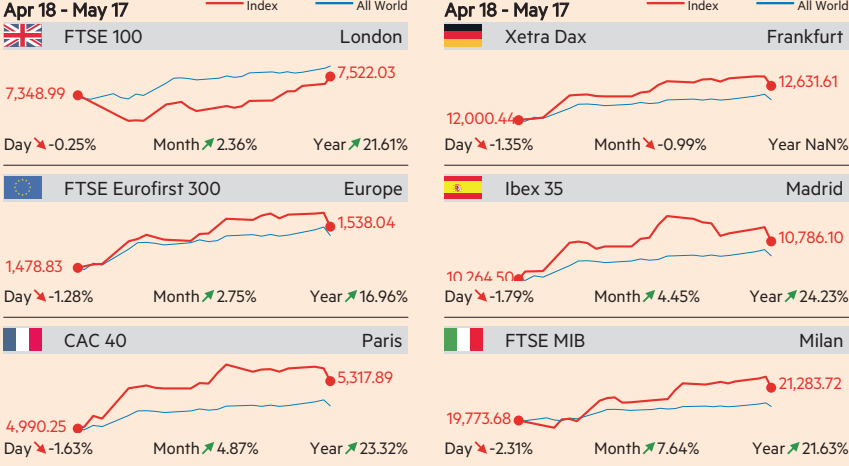 Apr 18 - May 17 Index All World
FTSE 100 London
7,348.99 7,522.03
Day -0.25% Month 2.36% Year 21.61%
FTSE Eurofirst 300 Europe
1,478.83 1,538.04
Day -1.28% Month 2.75% Year 16.96%
CAC 40 Paris
4,990.25 5,317.89
Day -1.63% Month 4.87% Year 23.32%
Apr 18 - May 17 Index All World
Xetra Dax Frankfurt
12,000.44 12,631.61
Day -1.35% Month -0.99% Year NaN%
Ibex 35 Madrid
10,264.50 10,786.10
Day -1.79% Month 4.45% Year 24.23%
FTSE MIB Milan
19,773.68 21,283.72
Day -2.31% Month 7.64% Year 21.63%